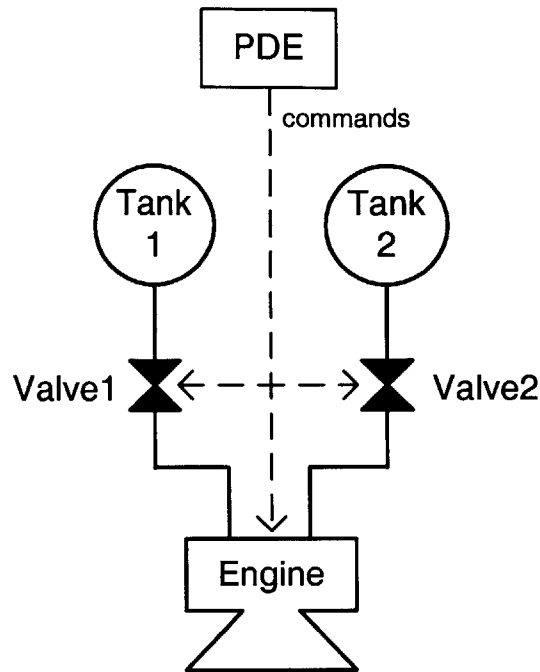 PDE
commands
Tank
1
Tank
2
Valve1
Valve2
Engine